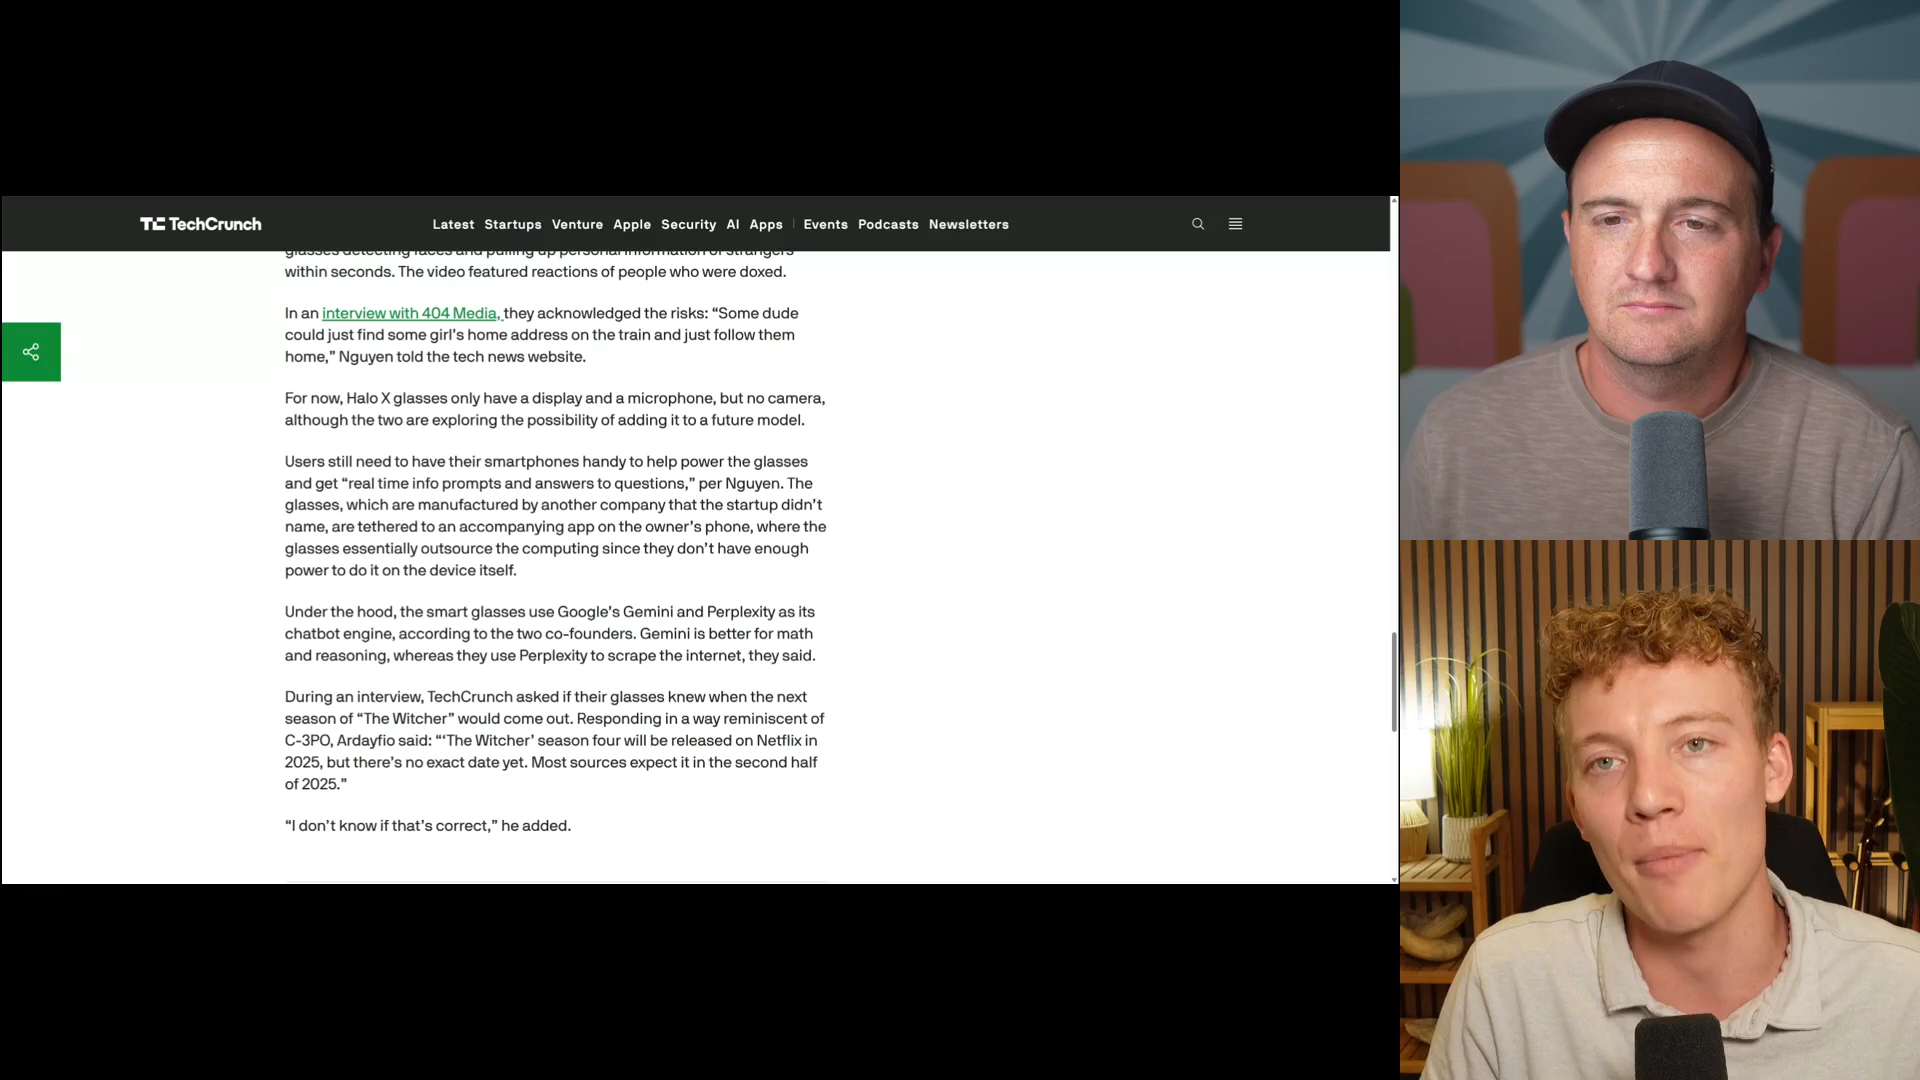 TechCrunch
Latest Startups Venture Apple Security AI Apps Events Podcasts Newsletters
glasses detecting faces and pulling up personal information of strangers
within seconds. The video featured reactions of people who were doxed.
In an interview with 404 Media, they acknowledged the risks: “Some dude
could just find some girl’s home address on the train and just follow them
home,” Nguyen told the tech news website.
For now, Halo X glasses only have a display and a microphone, but no camera,
although the two are exploring the possibility of adding it to a future model.
Users still need to have their smartphones handy to help power the glasses
and get “real time info prompts and answers to questions,” per Nguyen. The
glasses, which are manufactured by another company that the startup didn’t
name, are tethered to an accompanying app on the owner’s phone, where the
glasses essentially outsource the computing since they don’t have enough
power to do it on the device itself.
Under the hood, the smart glasses use Google’s Gemini and Perplexity as its
chatbot engine, according to the two co-founders. Gemini is better for math
and reasoning, whereas they use Perplexity to scrape the internet, they said.
During an interview, TechCrunch asked if their glasses knew when the next
season of “The Witcher” would come out. Responding in a way reminiscent of
C-3PO, Ardayfio said: “‘The Witcher’ season four will be released on Netflix in
2025, but there’s no exact date yet. Most sources expect it in the second half
of 2025.”
“I don’t know if that’s correct,” he added.